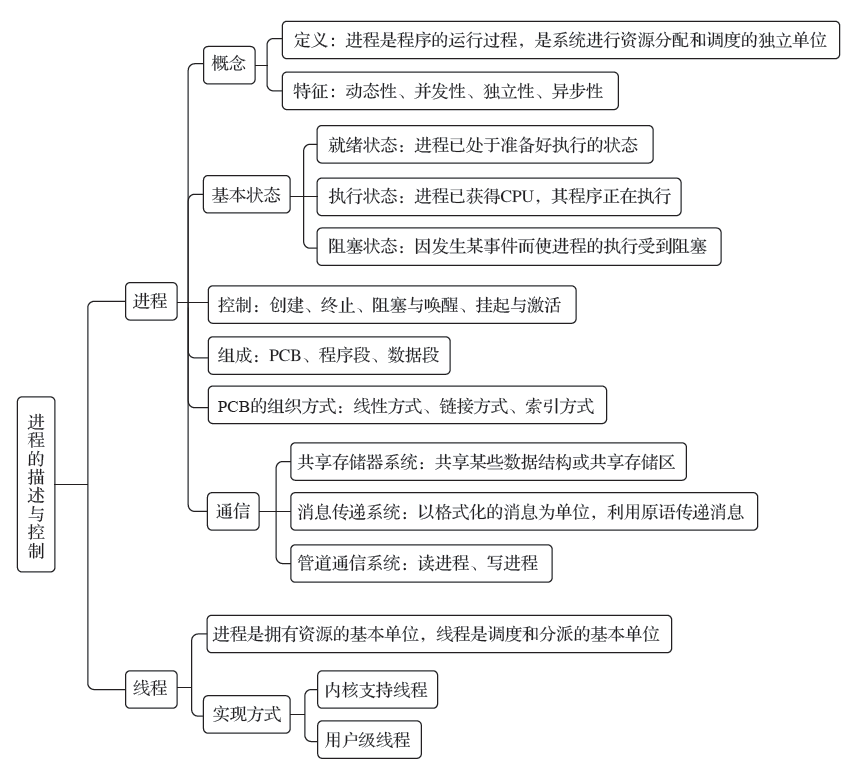 进程的描述与控制
进程
概念
定义：进程是程序的运行过程，是系统进行资源分配和调度的独立单位
特征：动态性、并发性、独立性、异步性
基本状态
就绪状态：进程已处于准备好执行的状态
执行状态：进程已获得CPU，其程序正在执行
阻塞状态：因发生某事件而使进程的执行受到阻塞
控制：创建、终止、阻塞与唤醒、挂起与激活
组成：PCB、程序段、数据段
PCB的组织方式：线性方式、链接方式、索引方式
通信
共享存储器系统：共享某些数据结构或共享存储区
消息传递系统：以格式化的消息为单位，利用原语传递消息
管道通信系统：读进程、写进程
线程
进程是拥有资源的基本单位，线程是调度和分派的基本单位
实现方式
内核支持线程
用户级线程